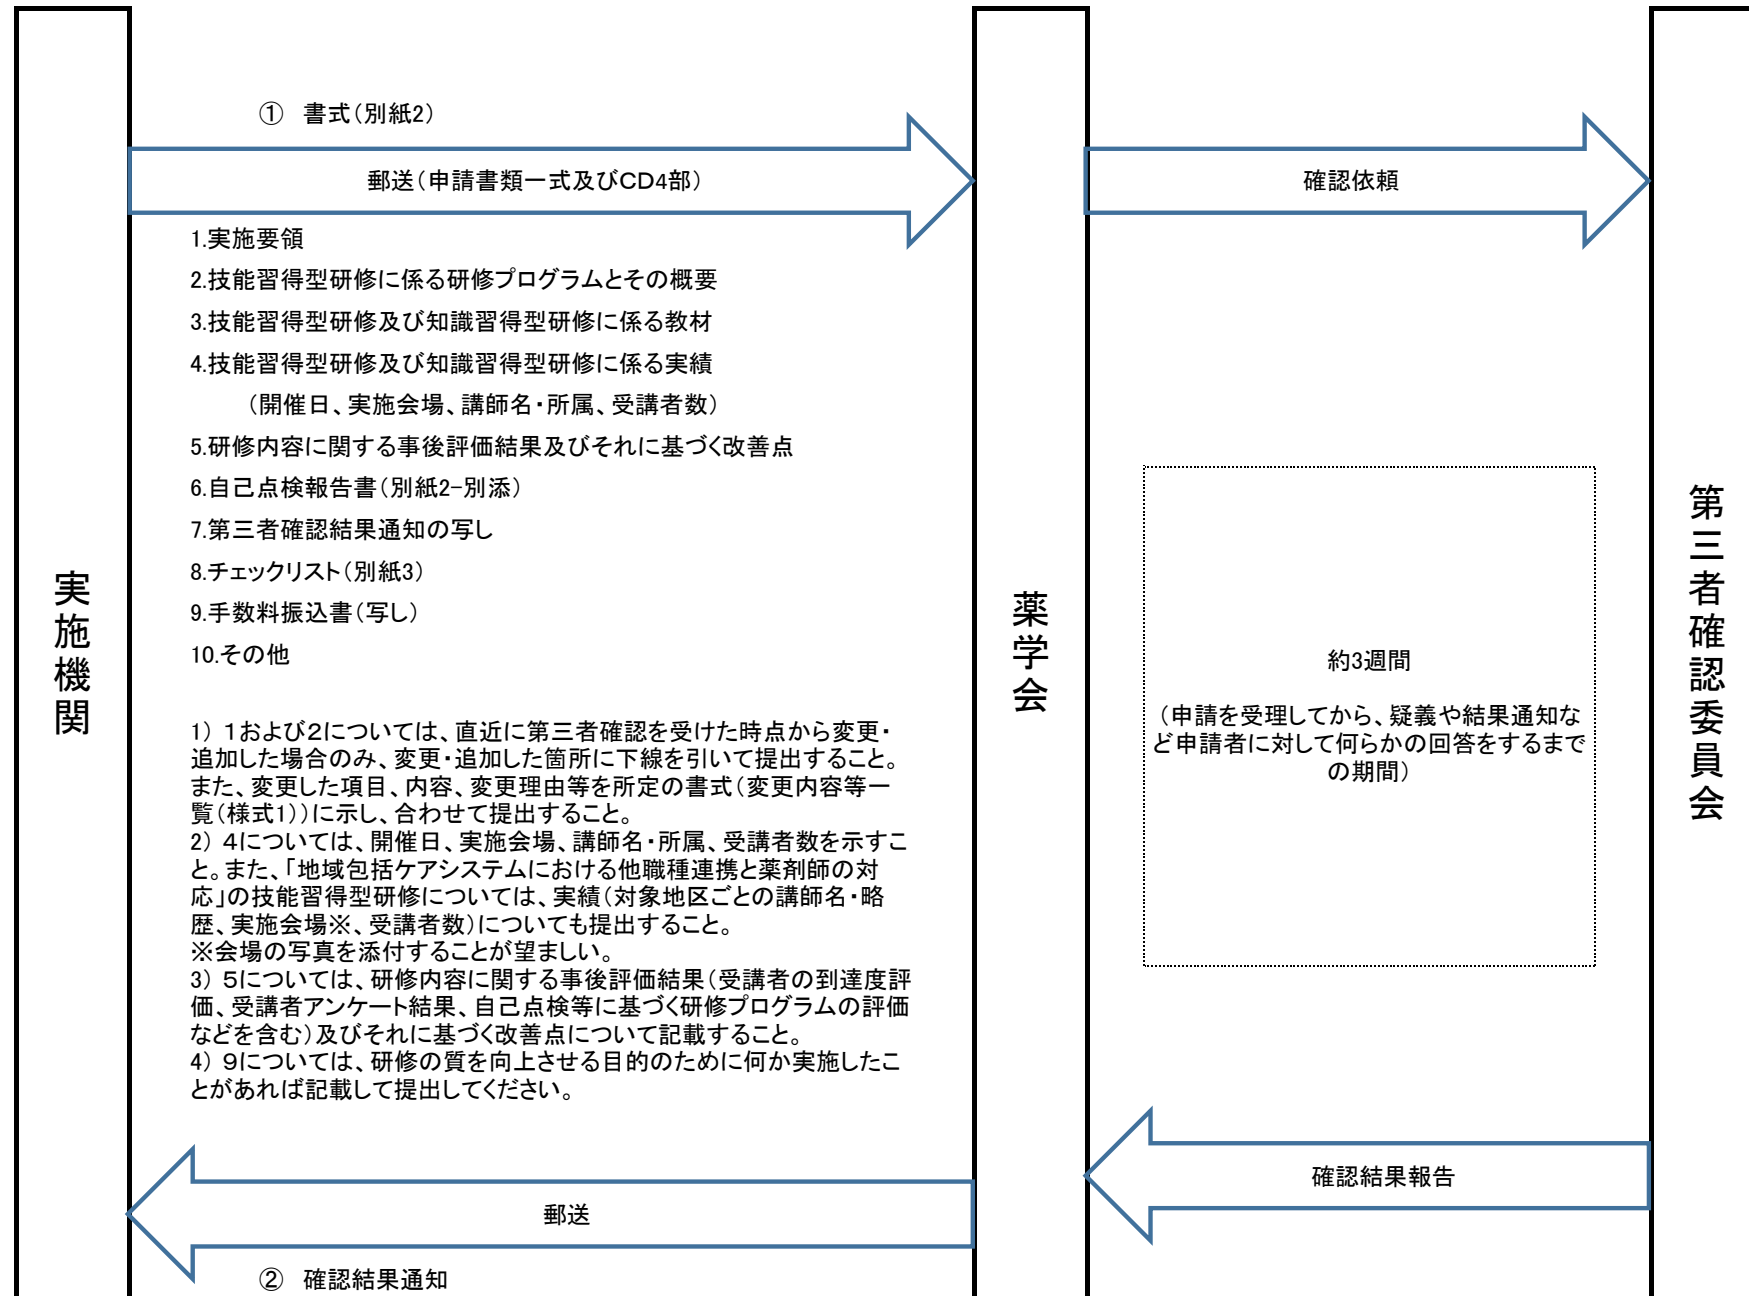 ① 書式（別紙2）
郵送（申請書類一式及びCD4部）
確認依頼
1.実施要領
2.技能習得型研修に係る研修プログラムとその概要
3.技能習得型研修及び知識習得型研修に係る教材
4.技能習得型研修及び知識習得型研修に係る実績
（開催日、実施会場、講師名・所属、受講者数）
5.研修内容に関する事後評価結果及びそれに基づく改善点
6.自己点検報告書（別紙2-別添）
7.第三者確認結果通知の写し
8.チェックリスト（別紙3）
9.手数料振込書（写し）
10.その他
実施機関
薬学会
第三者確認委員会
約3週間
（申請を受理してから、疑義や結果通知な
ど申請者に対して何らかの回答をするまで
の期間）
1） １および２については、直近に第三者確認を受けた時点から変更・
追加した場合のみ、変更・追加した箇所に下線を引いて提出すること。
また、変更した項目、内容、変更理由等を所定の書式（変更内容等一
覧（様式1））に示し、合わせて提出すること。
2） ４については、開催日、実施会場、講師名・所属、受講者数を示すこ
と。また、「地域包括ケアシステムにおける他職種連携と薬剤師の対
応」の技能習得型研修については、実績（対象地区ごとの講師名・略
歴、実施会場※、受講者数）についても提出すること。
※会場の写真を添付することが望ましい。
3） ５については、研修内容に関する事後評価結果（受講者の到達度評
価、受講者アンケート結果、自己点検等に基づく研修プログラムの評価
などを含む）及びそれに基づく改善点について記載すること。
4） ９については、研修の質を向上させる目的のために何か実施したこ
とがあれば記載して提出してください。
確認結果報告
郵送
② 確認結果通知